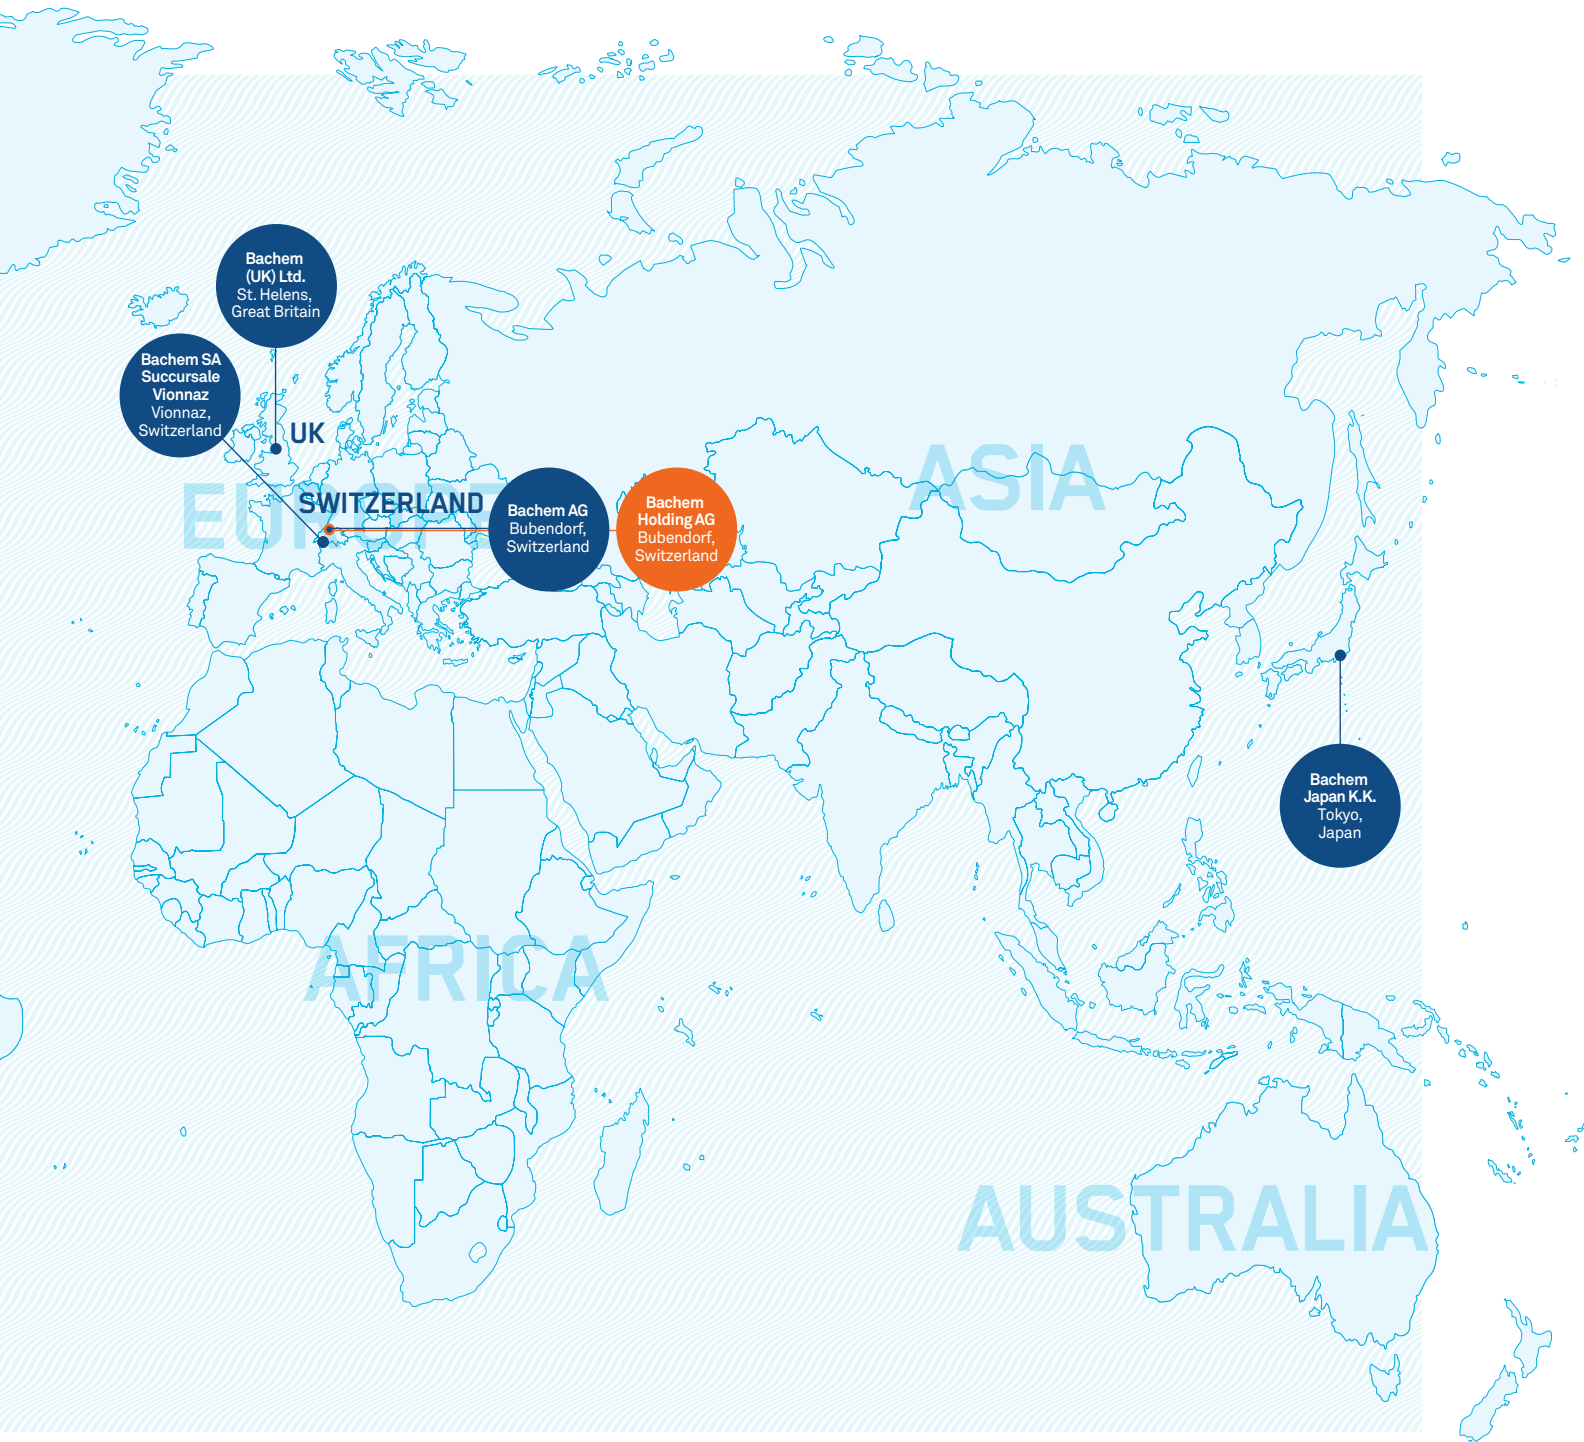 Bachem
(UK) Ltd.
St. Helens,
Great Britain
Bachem SA
Succursale
Vionnaz
Vionnaz,
Switzerland
UK
EUROPE
SWITZERLAND
Bachem AG
Bubendorf,
Switzerland
Bachem
Holding AG
Bubendorf,
Switzerland
ASIA
Bachem
Japan K.K.
Tokyo,
Japan
AFRICA
AUSTRALIA